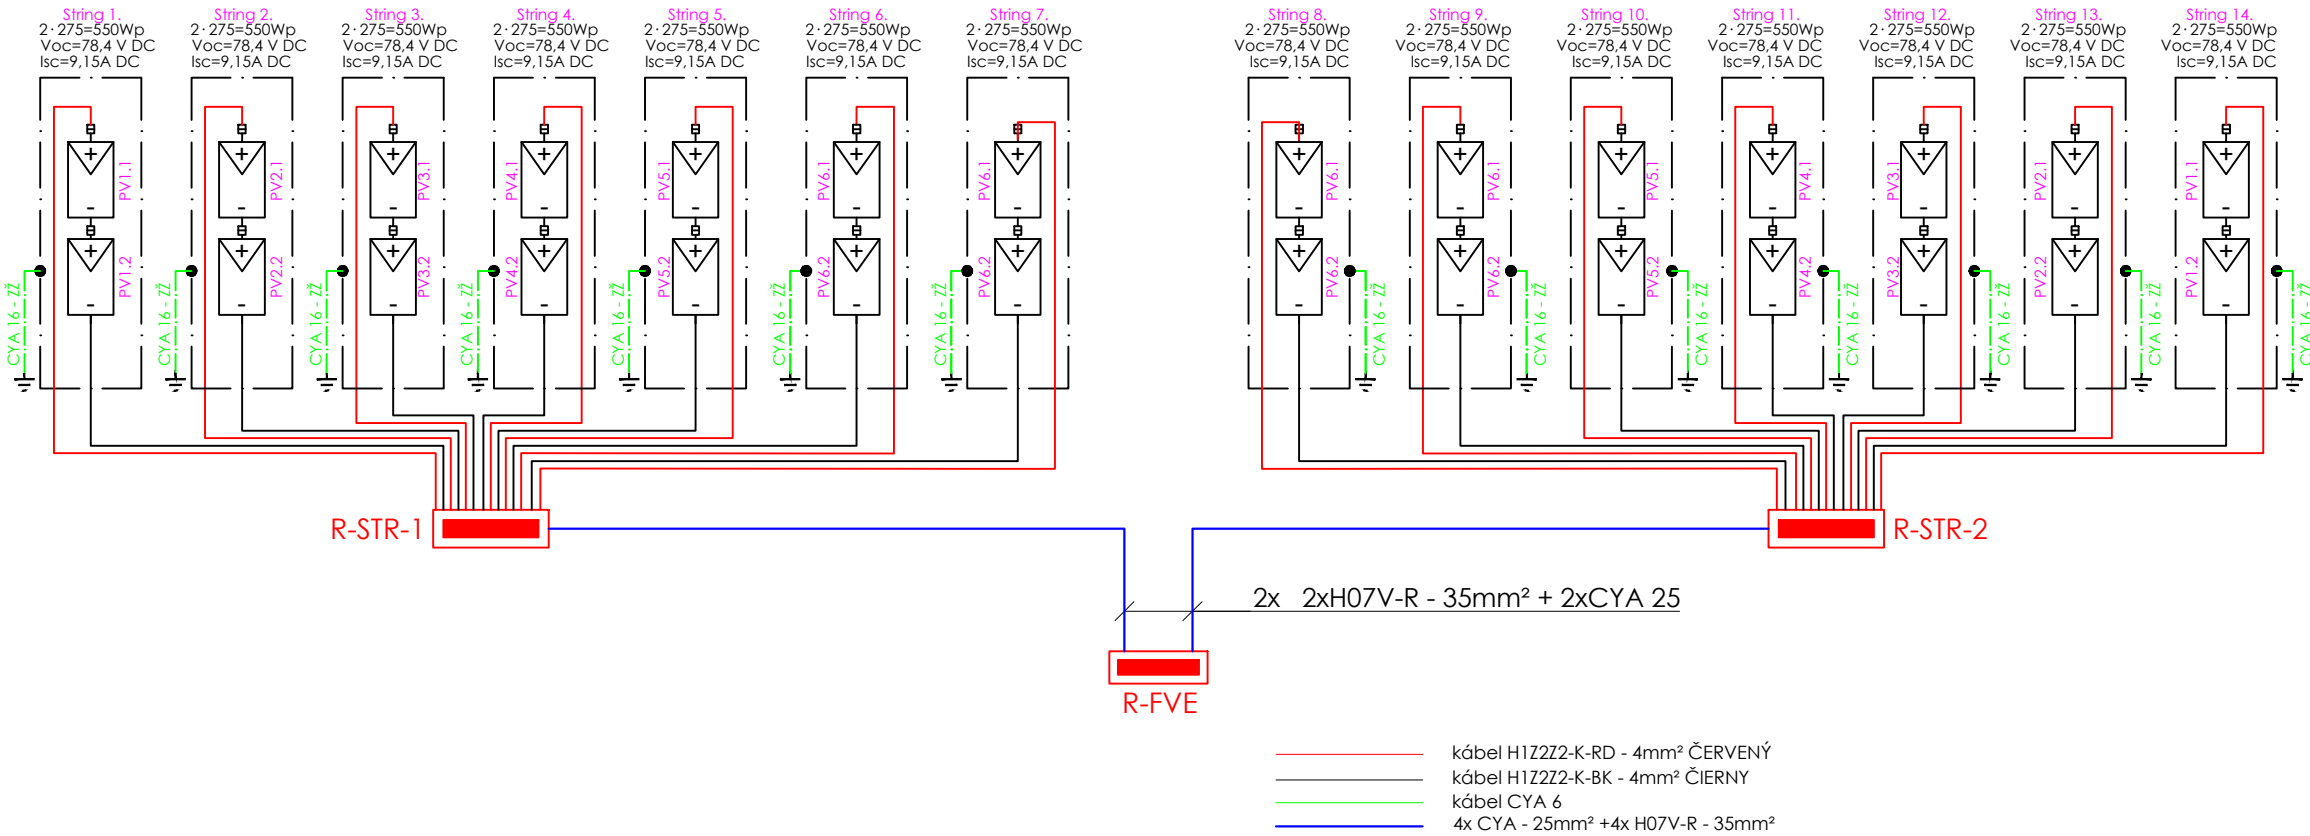 String 1.
2·275=550Wp
Voc=78,4 V DC
Isc=9,15A DC
String 2.
2·275=550Wp
Voc=78,4 V DC
Isc=9,15A DC
String 3.
2·275=550Wp
Voc=78,4 V DC
Isc=9,15A DC
String 4.
2·275=550Wp
Voc=78,4 V DC
Isc=9,15A DC
String 5.
2·275=550Wp
Voc=78,4 V DC
Isc=9,15A DC
String 6.
2·275=550Wp
Voc=78,4 V DC
Isc=9,15A DC
String 7.
2·275=550Wp
Voc=78,4 V DC
Isc=9,15A DC
String 8.
2·275=550Wp
Voc=78,4 V DC
Isc=9,15A DC
String 9.
2·275=550Wp
Voc=78,4 V DC
Isc=9,15A DC
String 10.
2·275=550Wp
Voc=78,4 V DC
Isc=9,15A DC
String 11.
2·275=550Wp
Voc=78,4 V DC
Isc=9,15A DC
String 12.
2·275=550Wp
Voc=78,4 V DC
Isc=9,15A DC
String 13.
2·275=550Wp
Voc=78,4 V DC
Isc=9,15A DC
String 14.
2·275=550Wp
Voc=78,4 V DC
Isc=9,15A DC
PV1.1
PV2.1
PV3.1
PV4.1
PV5.1
PV6.1
PV6.1
PV6.1
PV6.1
PV5.1
PV4.1
PV3.1
PV2.1
PV1.1
PV1.2
PV2.2
PV3.2
PV4.2
PV5.2
PV6.2
PV6.2
PV6.2
PV6.2
PV5.2
PV4.2
PV3.2
PV2.2
PV1.2
CYA 16 - ZŽ
CYA 16 - ZŽ
CYA 16 - ZŽ
CYA 16 - ZŽ
CYA 16 - ZŽ
CYA 16 - ZŽ
CYA 16 - ZŽ
CYA 16 - ZŽ
CYA 16 - ZŽ
CYA 16 - ZŽ
CYA 16 - ZŽ
CYA 16 - ZŽ
CYA 16 - ZŽ
CYA 16 - ZŽ
R-STR-1
R-STR-2
2x 2xH07V-R - 35mm² + 2xCYA 25
R-FVE
kábel H1Z2Z2-K-RD - 4mm² ČERVENÝ
kábel H1Z2Z2-K-BK - 4mm² ČIERNY
kábel CYA 6
4x CYA - 25mm² +4x H07V-R - 35mm²